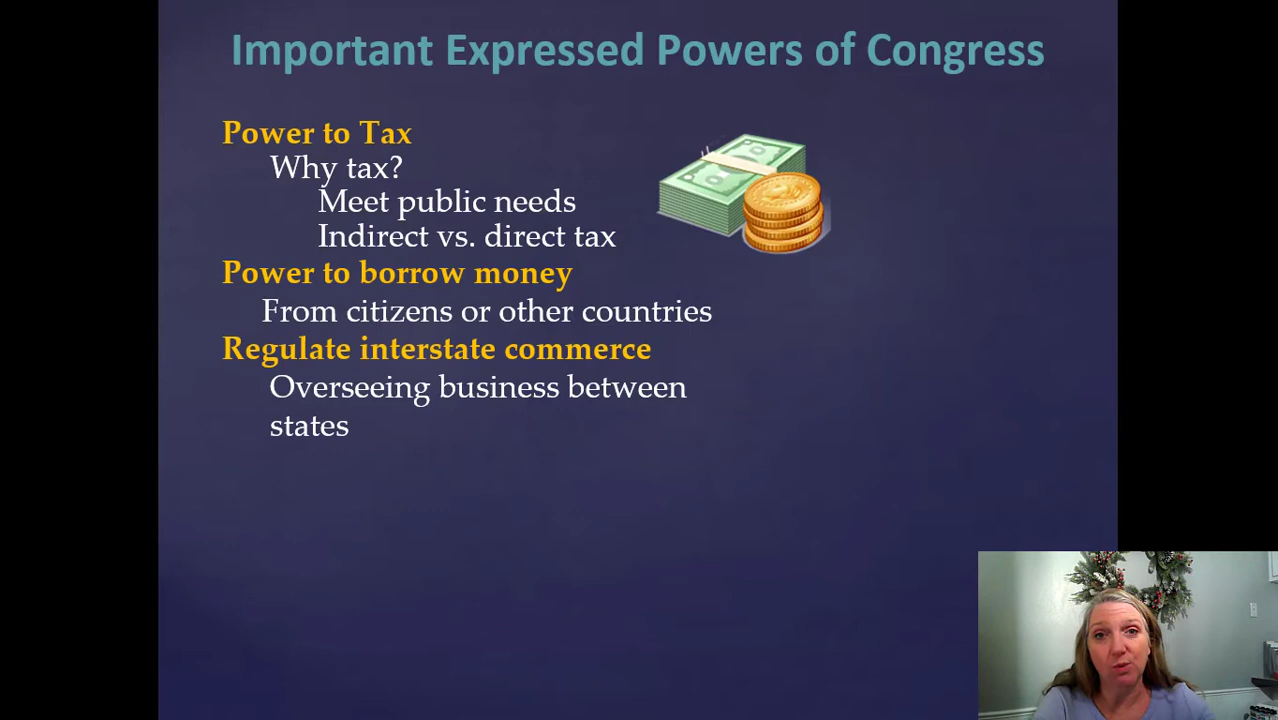 Important Expressed Powers of Congress
Power to Tax
Why tax?
Meet public needs
Indirect vs. direct tax
Power to borrow money
From citizens or other countries
Regulate interstate commerce
Overseeing business between
states